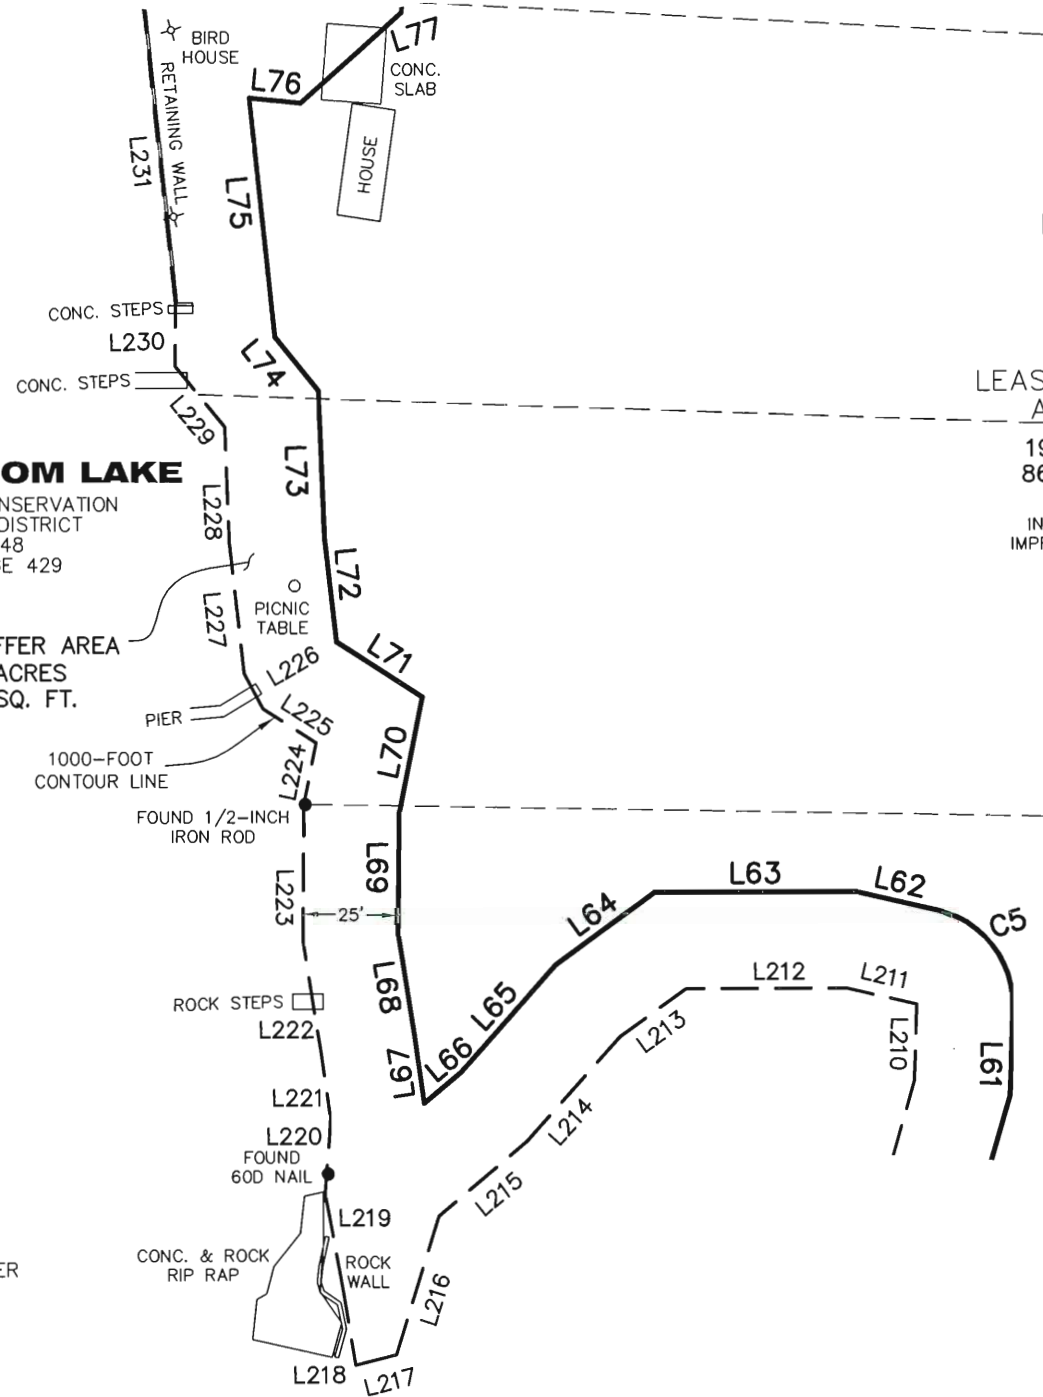 L77
BIRD
HOUSE
CONC.
SLAB
L76
RETAINING WALL
L231
HOUSE
L75
CONC. STEPS
L230
L74
CONC. STEPS
LEAS
A
L229
19
86
L73
OM LAKE
NSERVATION
DISTRICT
48
E 429
L228
IN
IMPR
L72
PICNIC
TABLE
L227
FFER AREA
ACRES
SQ. FT.
L226
L71
PIER
L225
L70
1000-FOOT
CONTOUR LINE
L224
FOUND 1/2-INCH
IRON ROD
L69
L63
L62
L223
25'
L64
C5
L68
L212
L211
ROCK STEPS
L65
L222
L213
L210
L66
L61
L67
L221
L214
L220
FOUND
60D NAIL
L215
L219
CONC. & ROCK
RIP RAP
ROCK
WALL
ER
L216
L218
L217